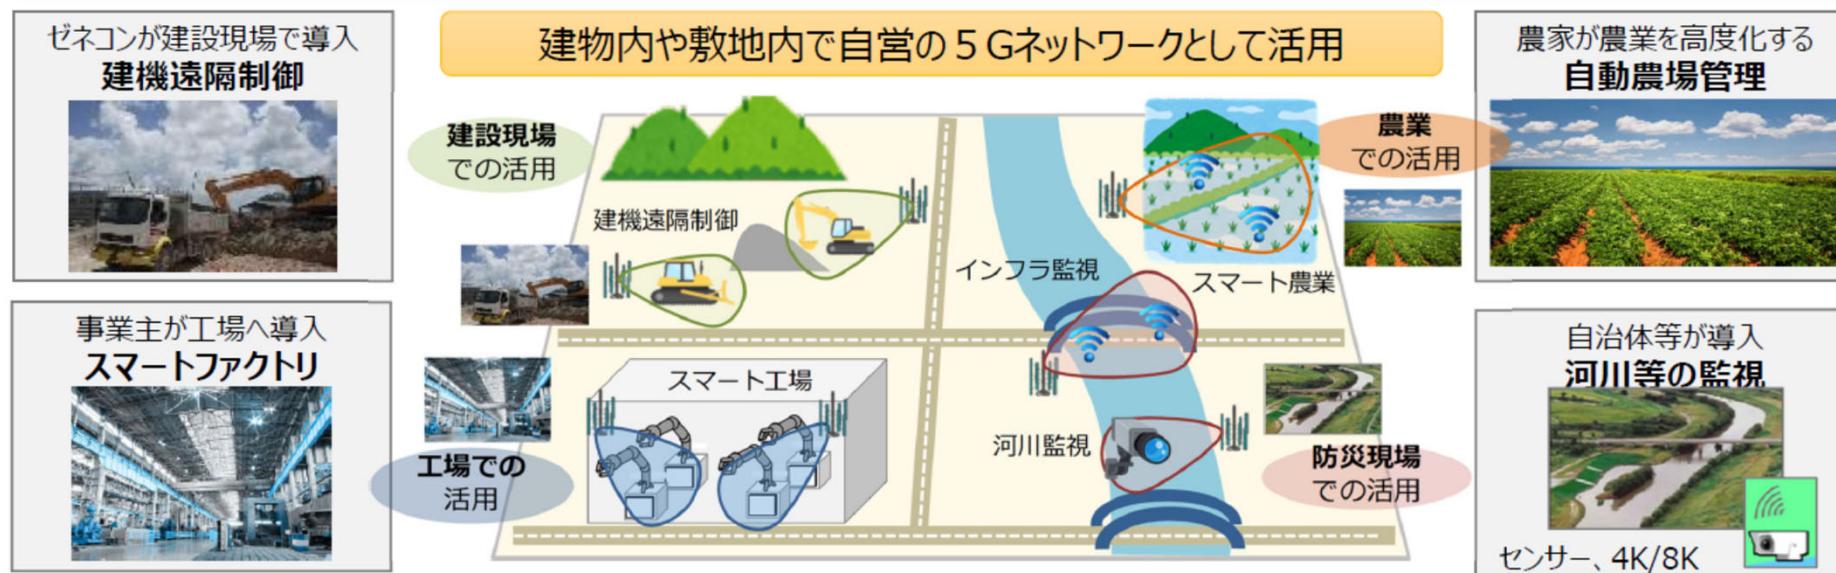 ゼネコンが建設現場で導入
建機遠隔制御
建物内や敷地内で自営の5Gネットワークとして活用
農家が農業を高度化する
自動農場管理
建設現場
での活用
農業
での活用
建機遠隔制御
インフラ監視
スマート農業
事業主が工場へ導入
スマートファクトリ
スマート工場
工場での
活用
河川監視
防災現場
での活用
自治体等が導入
河川等の監視
センサー、4K/8K